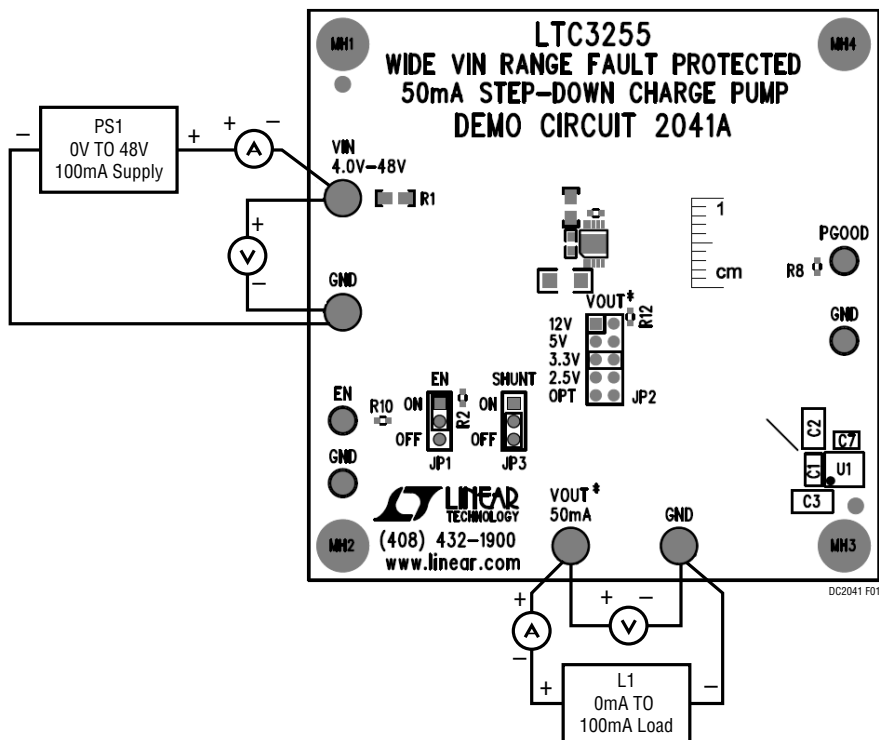 MH1
LTC3255
MH4
WIDE VIN RANGE FAULT PROTECTED
50mA STEP-DOWN CHARGE PUMP
DEMO CIRCUIT 2041A
PS1
0V TO 48V
100mA Supply
–
+
+
–
A
VIN
4.0V–48V
R1
+
V
–
GND
1
cm
PGOOD
R8
GND
VOUT*
R12
12V
5V
3.3V
2.5V
OPT
JP2
EN
R10
GND
EN
ON
OFF
R2
JP1
SHUNT
ON
OFF
JP3
C2
C7
C1
U1
C3
LINEAR
TECHNOLOGY
(408) 432-1900
www.linear.com
MH2
VOUT*
50mA
GND
MH3
DC2041 F01
+
A
–
+
V
–
+
L1
0mA TO
100mA Load
–